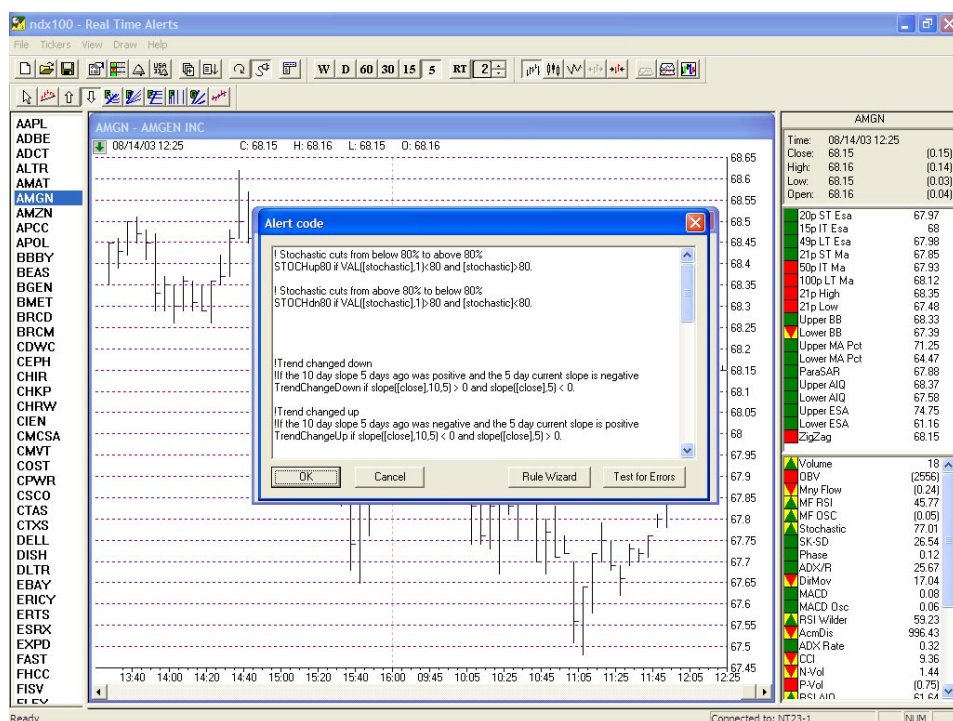 ndx100 - Real Time Alerts
File Tickers View Draw Help
W D 60 30 15 5 RT 2
AAPL
ADBE
ADCT
ALTR
AMAT
AMGN
AMZN
APCC
APOL
BBBY
BEAS
BGEN
BMET
BRCD
BRCM
CDWC
CEPH
CHIR
CHKP
CHRW
CIEN
CMCSA
CMVT
COST
CPWR
CSCO
CTAS
CTXS
DELL
DISH
DLTR
EBAY
ERICY
ERTS
ESRX
EXPD
FAST
FHCC
FISV
FLEX
AMGN - AMGEN INC
08/14/03 12:25 C: 68.15 H: 68.16 L: 68.15 O: 68.16
68.65
68.6
68.55
68.5
68.45
68.4
68.35
68.3
68.25
68.2
68.15
68.1
68.05
68
67.95
67.9
67.85
67.8
67.75
67.7
67.65
67.6
67.55
67.5
67.45
13:40 14:00 14:20 14:40 15:00 15:20 15:40 16:00 09:45 10:05 10:25 10:45 11:05 11:25 11:45 12:05 12:25
Alert code
! Stochastic cuts from below 80% to above 80%
STOCHup80 if VAL([stochastic],1)<80 and [stochastic]>80.
! Stochastic cuts from above 80% to below 80%
STOCHdn80 if VAL([stochastic],1)>80 and [stochastic]<80.
!Trend changed down
!If the 10 day slope 5 days ago was positive and the 5 day current slope is negative
TrendChangeDown if slope([close],10,5) > 0 and slope([close],5) < 0.
!Trend changed up
!If the 10 day slope 5 days ago was negative and the 5 day current slope is positive
TrendChangeUp if slope([close],10,5) < 0 and slope([close],5) > 0.
OK Cancel Rule Wizard Test for Errors
AMGN
Time: 08/14/03 12:25
Close: 68.15 (0.15)
High: 68.16 (0.14)
Low: 68.15 (0.03)
Open: 68.16 (0.04)
20p ST Esa 67.97
15p IT Esa 68
49p LT Esa 67.98
21p ST Ma 67.85
50p IT Ma 67.93
100p LT Ma 68.12
21p High 68.35
21p Low 67.48
Upper BB 68.33
Lower BB 67.39
Upper MA Pct 71.25
Lower MA Pct 64.47
ParaSAR 67.88
Upper AIQ 68.37
Lower AIQ 67.58
Upper ESA 74.75
Lower ESA 61.16
ZigZag 68.15
Volume 18
OBV (2556)
Mny Flow (0.24)
MF RSI 45.77
MF OSC (0.05)
Stochastic 77.01
SK-SD 26.54
Phase 0.12
ADX/R 25.67
DirMov 17.04
MACD 0.08
MACD Osc 0.06
RSI Wilder 59.23
AcmDis 996.43
ADX Rate 0.32
CCI 9.36
N-Vol 1.44
P-Vol (0.75)
RSI AIQ 61.64
Ready
Connected to: NT23-1 NUM